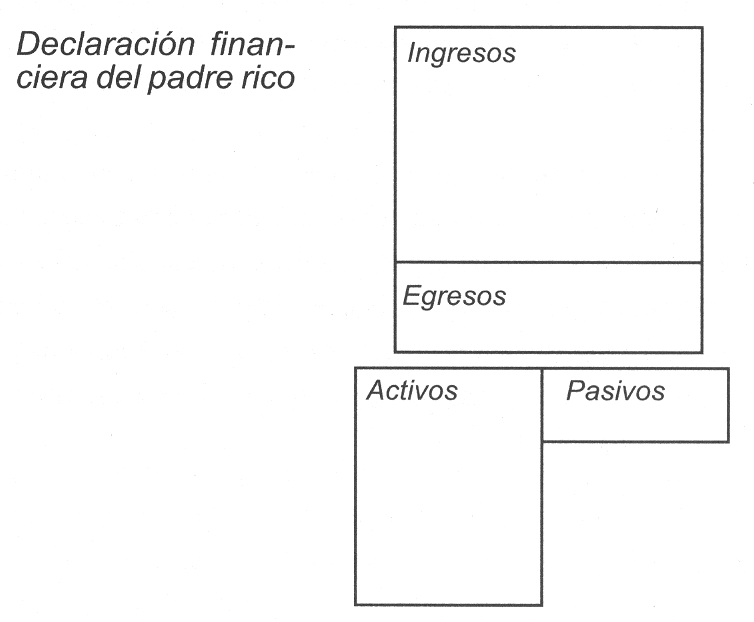 Declaración finan-
ciera del padre rico
Ingresos
Egresos
Activos
Pasivos